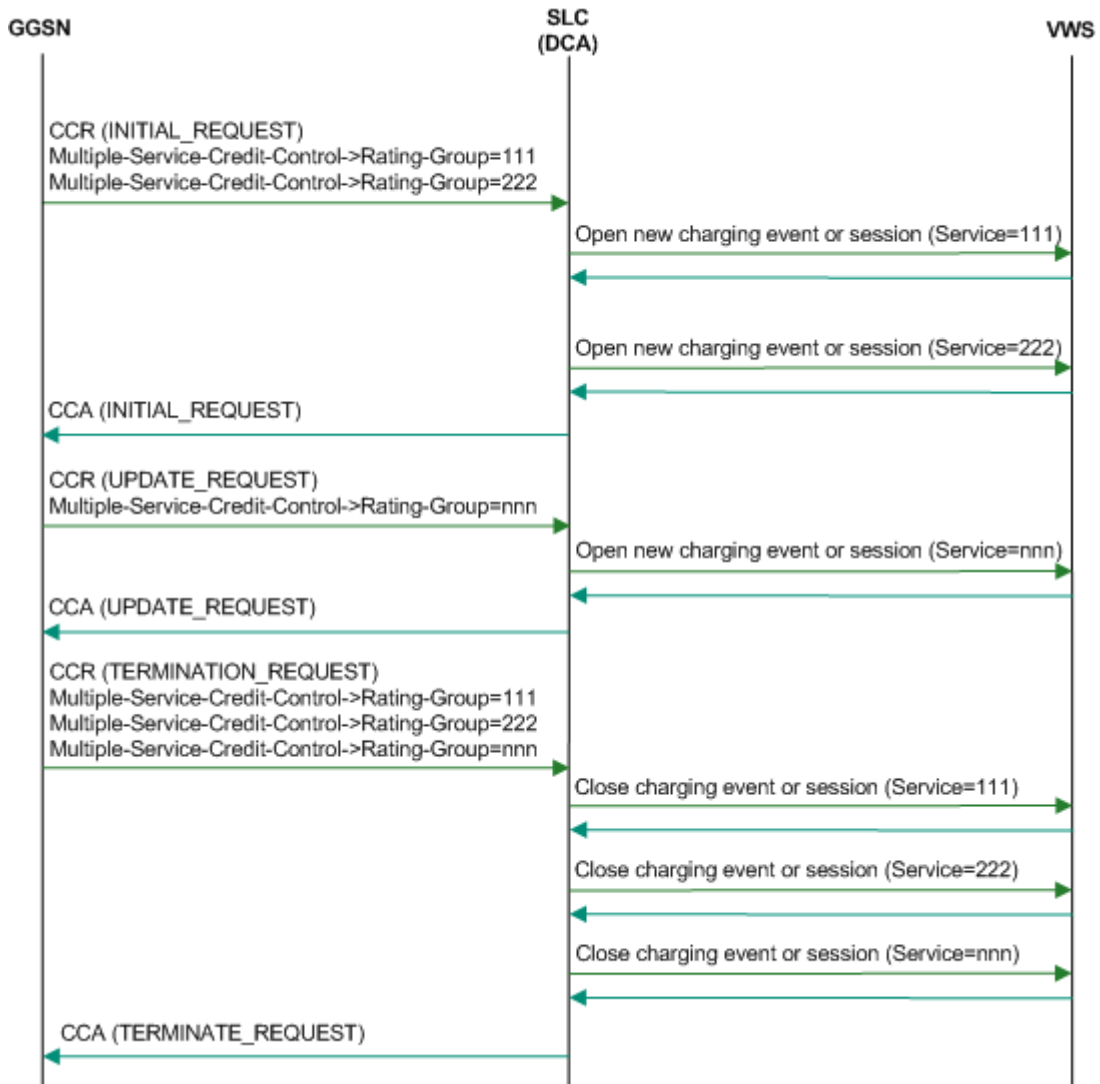 GGSN
SLC
(DCA)
VWS
CCR (INITIAL_REQUEST)
Multiple-Service-Credit-Control->Rating-Group=111
Multiple-Service-Credit-Control->Rating-Group=222
Open new charging event or session (Service=111)
Open new charging event or session (Service=222)
CCA (INITIAL_REQUEST)
CCR (UPDATE_REQUEST)
Multiple-Service-Credit-Control->Rating-Group=nnn
Open new charging event or session (Service=nnn)
CCA (UPDATE_REQUEST)
CCR (TERMINATION_REQUEST)
Multiple-Service-Credit-Control->Rating-Group=111
Multiple-Service-Credit-Control->Rating-Group=222
Multiple-Service-Credit-Control->Rating-Group=nnn
Close charging event or session (Service=111)
Close charging event or session (Service=222)
Close charging event or session (Service=nnn)
CCA (TERMINATE_REQUEST)